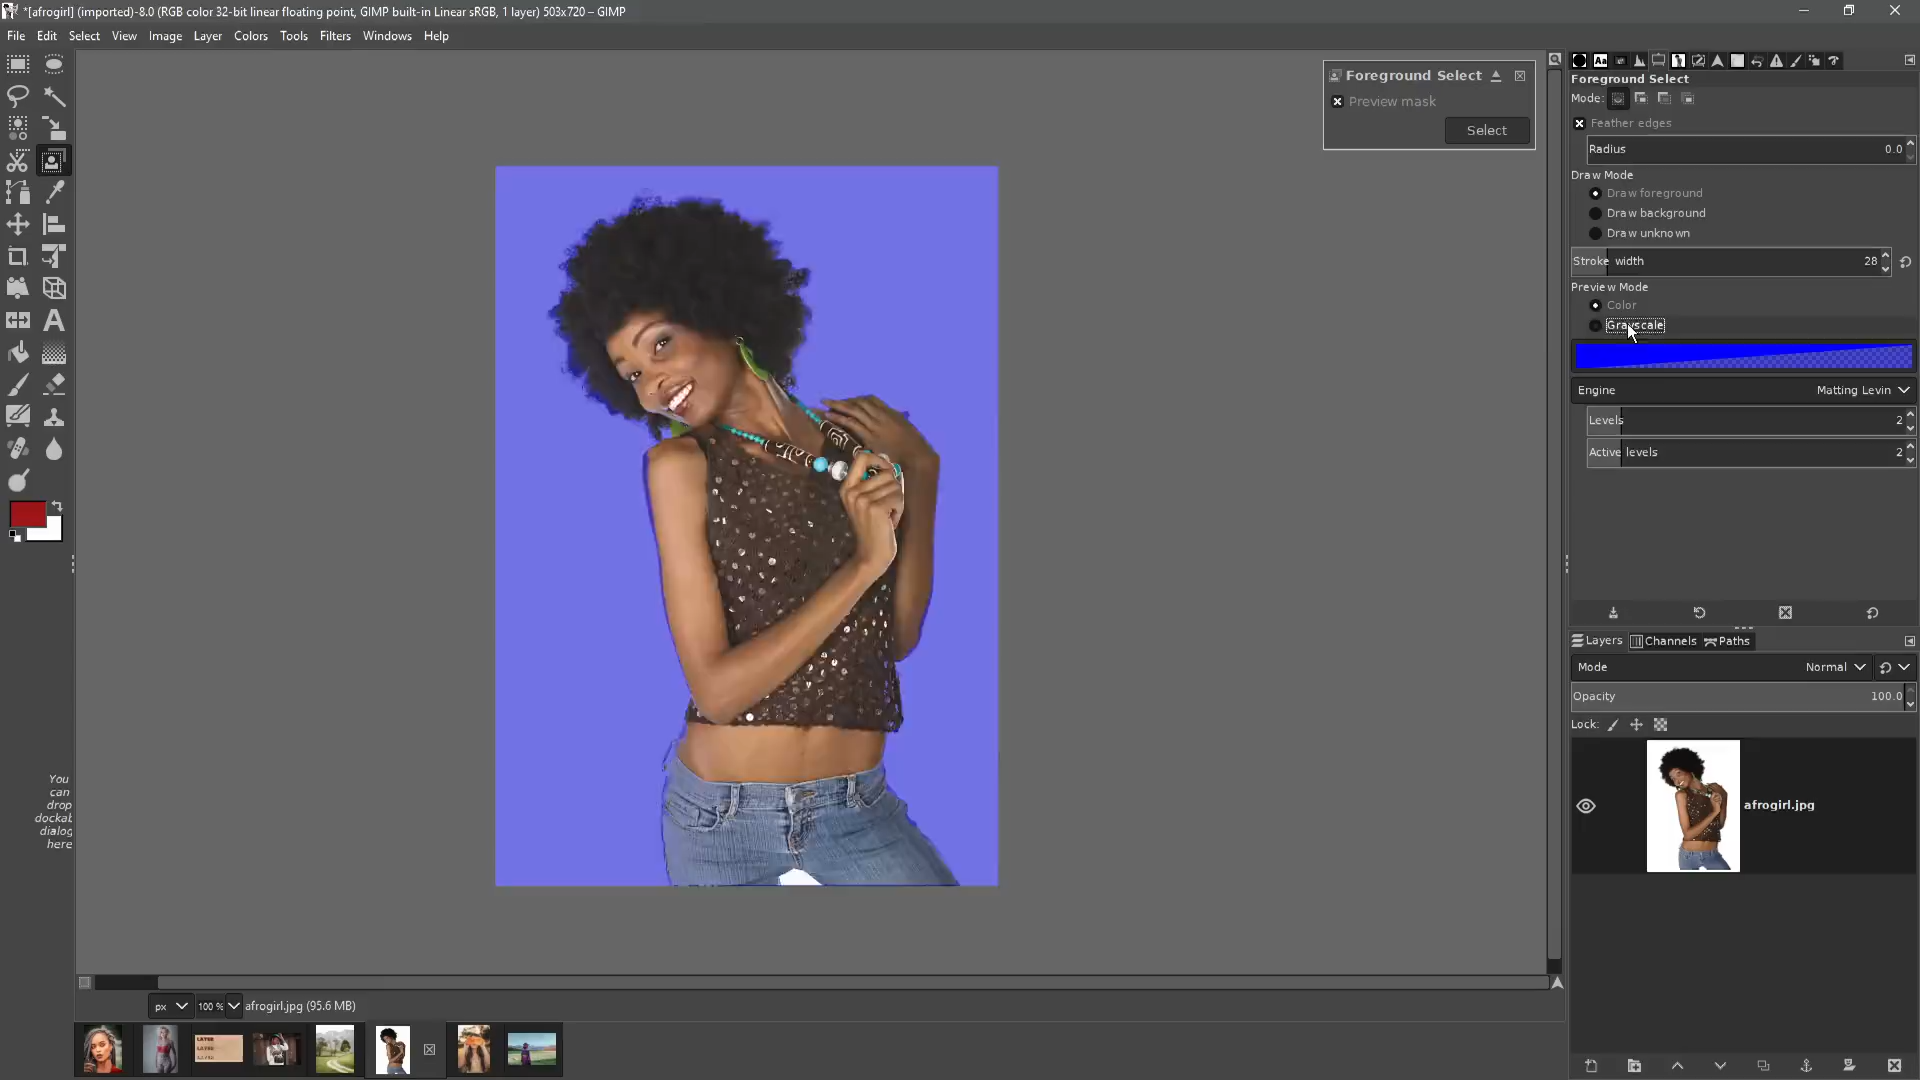 *[afrogirl] (imported)-8.0 (RGB color 32-bit linear floating point, GIMP built-in Linear sRGB, 1 layer) 503x720 – GIMP
File Edit Select View Image Layer Colors Tools Filters Windows Help
Foreground Select
Preview mask
Select
Foreground Select
Mode:
Feather edges
Radius 0.0
Draw Mode
Draw foreground
Draw background
Draw unknown
Stroke width 28
Preview Mode
Color
Grayscale
Engine Matting Levin
Levels 2
Active levels 2
Layers Channels Paths
Mode Normal
Opacity 100.0
Lock:
afrogirl.jpg
You
can
drop
dockab
dialog
here
px 100 % afrogirl.jpg (95.6 MB)
LAYER
LAYER